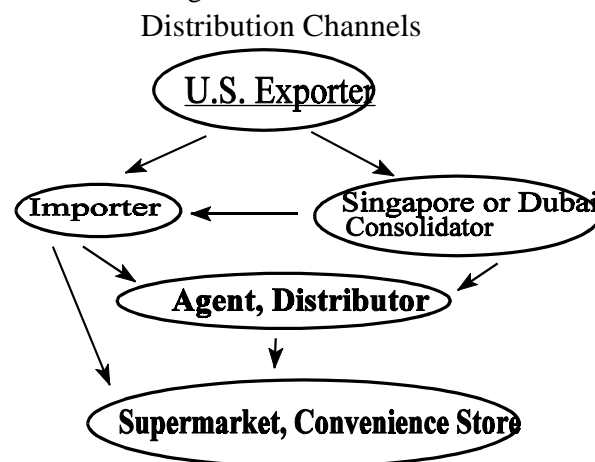 Distribution Channels
U.S. Exporter
Importer
Singapore or Dubai
Consolidator
Agent, Distributor
Supermarket, Convenience Store